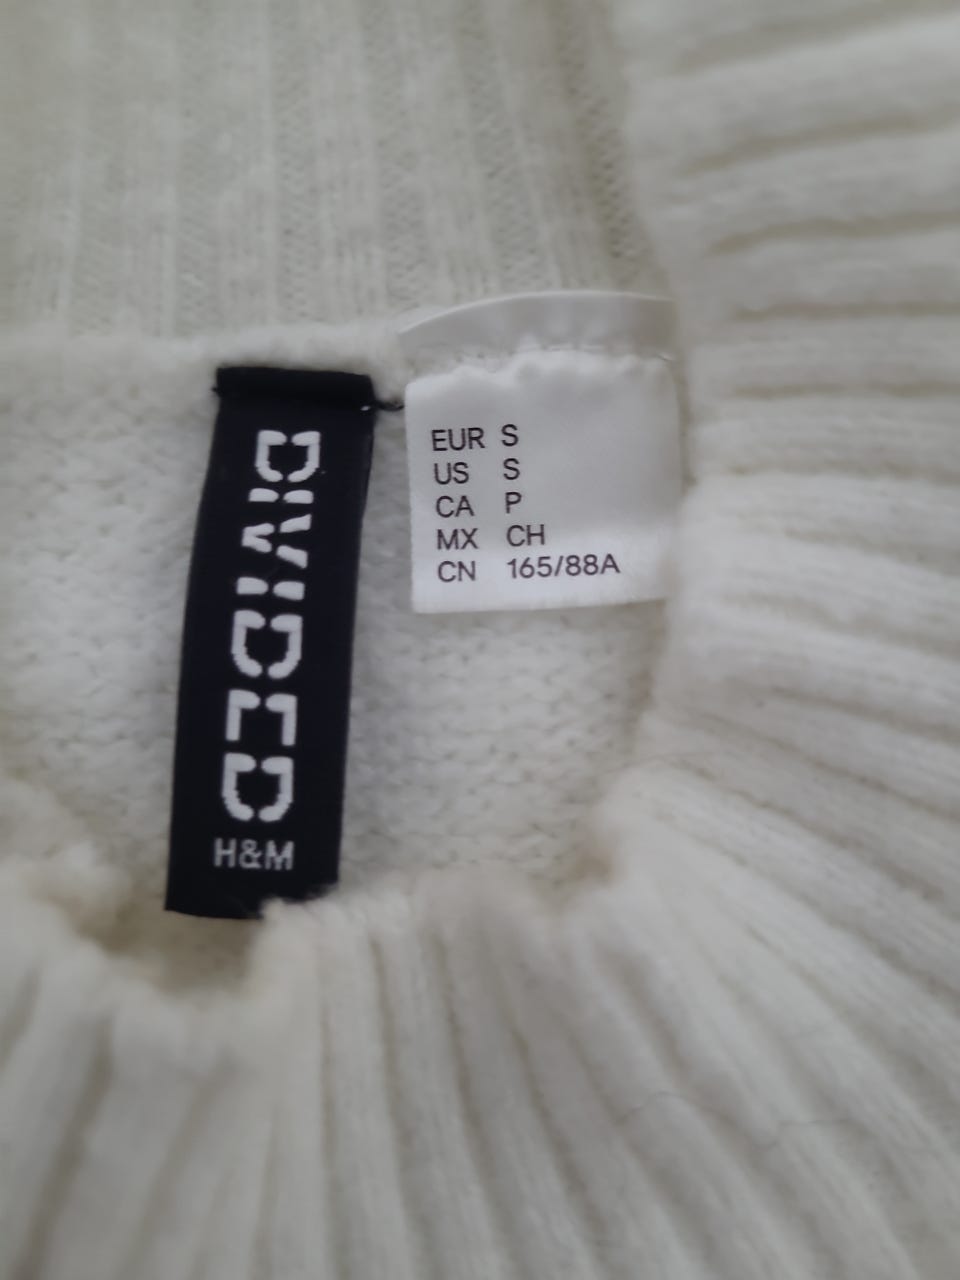 DIVIDED
H&M
EUR S
US S
CA P
MX CH
CN 165/88A